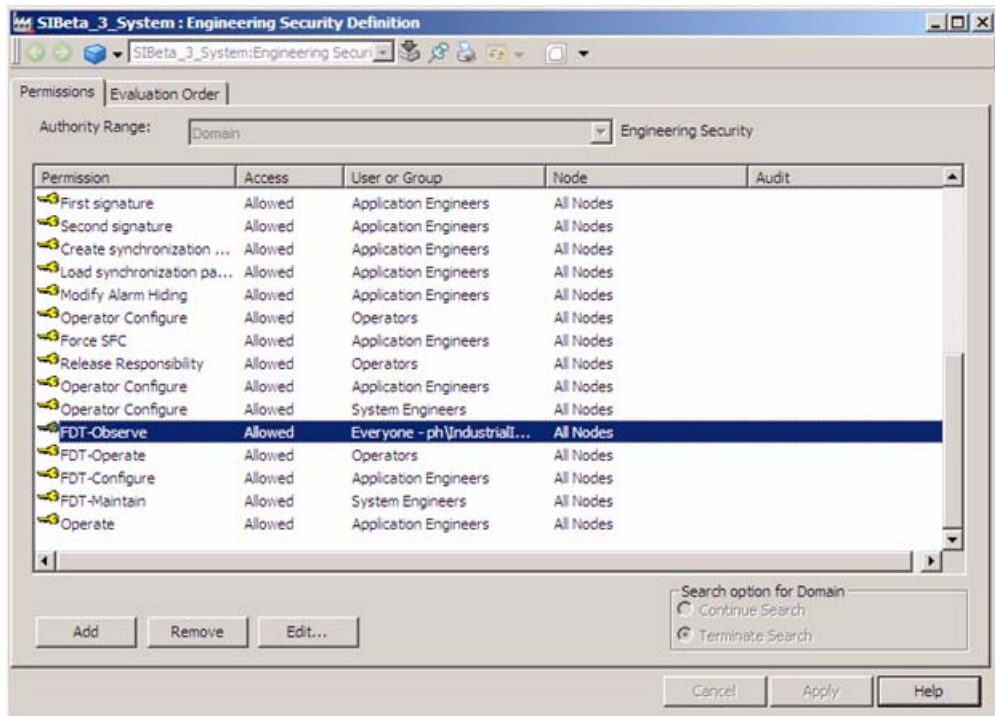 SIBeta_3_System : Engineering Security Definition
SIBeta_3_System:Engineering Securi
Permissions Evaluation Order
Authority Range: Domain Engineering Security
Permission Access User or Group Node Audit
First signature Allowed Application Engineers All Nodes
Second signature Allowed Application Engineers All Nodes
Create synchronization ... Allowed Application Engineers All Nodes
Load synchronization pa... Allowed Application Engineers All Nodes
Modify Alarm Hiding Allowed Application Engineers All Nodes
Operator Configure Allowed Operators All Nodes
Force SFC Allowed Application Engineers All Nodes
Release Responsibility Allowed Operators All Nodes
Operator Configure Allowed Application Engineers All Nodes
Operator Configure Allowed System Engineers All Nodes
FDT-Observe Allowed Everyone - ph\IndustrialI... All Nodes
FDT-Operate Allowed Operators All Nodes
FDT-Configure Allowed Application Engineers All Nodes
FDT-Maintain Allowed System Engineers All Nodes
Operate Allowed Application Engineers All Nodes
Search option for Domain
Continue Search
Terminate Search
Add Remove Edit...
Cancel Apply Help